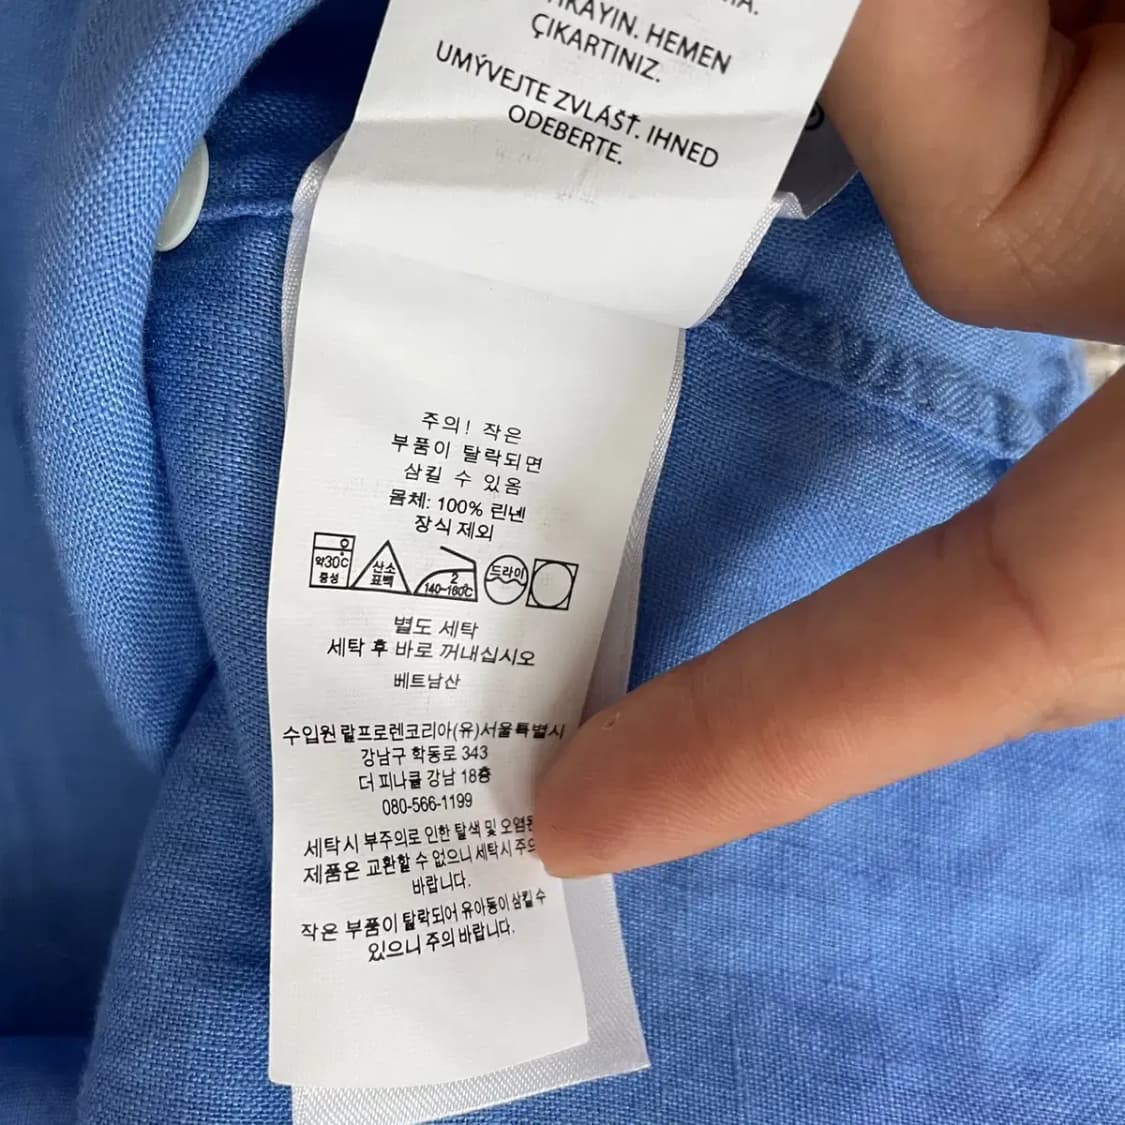 YIKAYIN. HEMEN
ÇIKARTINIZ.
UMÝVEJTE ZVLÁŠŤ. IHNED
ODEBERTE.
주의! 작은
부품이 탈락되면
삼킬 수 있음
몸체: 100% 린넨
장식 제외
약30℃
중성
산소
표백
2
140~160℃
드라이
별도 세탁
세탁 후 바로 꺼내십시오
베트남산
수입원 랄프로렌코리아(유)서울특별시
강남구 학동로 343
더 피나클 강남 18층
080-566-1199
세탁시 부주의로 인한 탈색 및 오염된
제품은 교환할 수 없으니 세탁시 주의
바랍니다.
작은 부품이 탈락되어 유아동이 삼킬 수
있으니 주의 바랍니다.